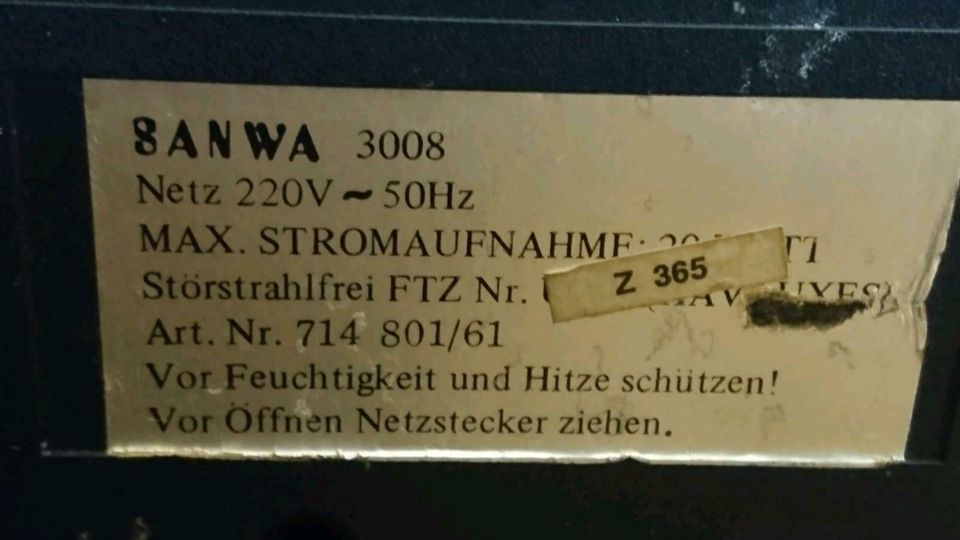 SANWA 3008
Netz 220V ~ 50Hz
MAX. STROMAUFNAHME:
Störstrahlfrei FTZ Nr.
Z 365
Art. Nr. 714 801/61
Vor Feuchtigkeit und Hitze schützen!
Vor Öffnen Netzstecker ziehen.